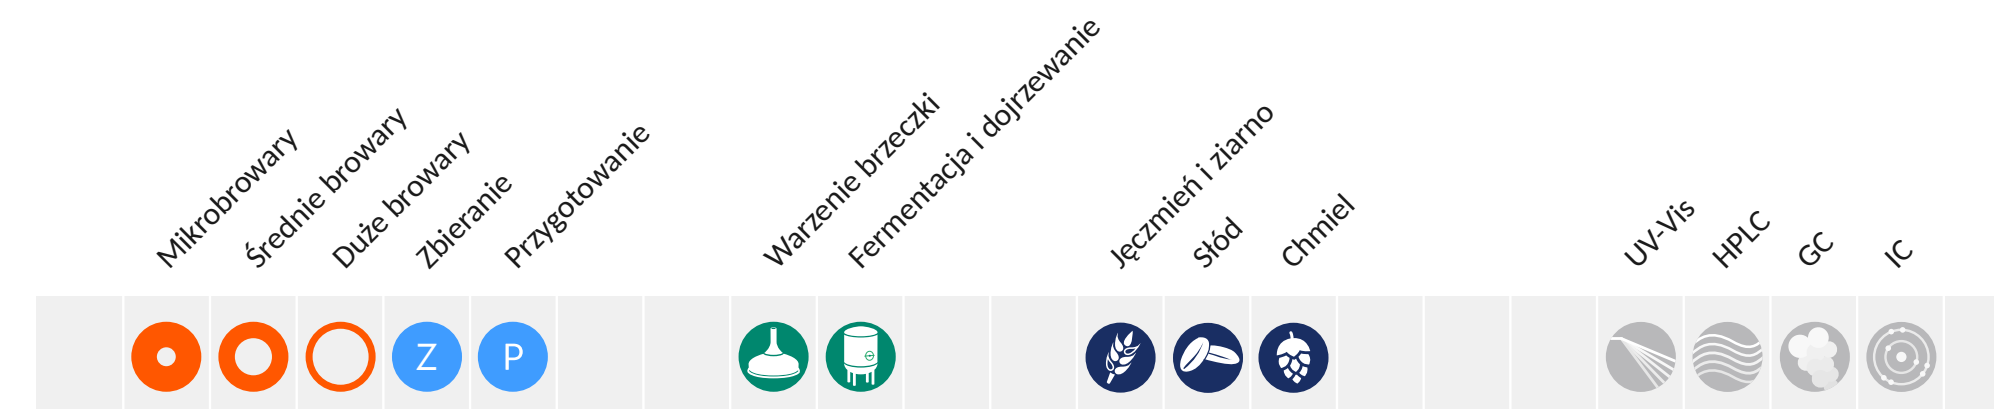 Mikrobrowary
Średnie browary
Duże browary
Zbieranie
Przygotowanie
Warzenie brzeczki
Fermentacja i dojrzewanie
Jęczmień i ziarno
Słód
Chmiel
UV-Vis
HPLC
GC
IC
Z
P